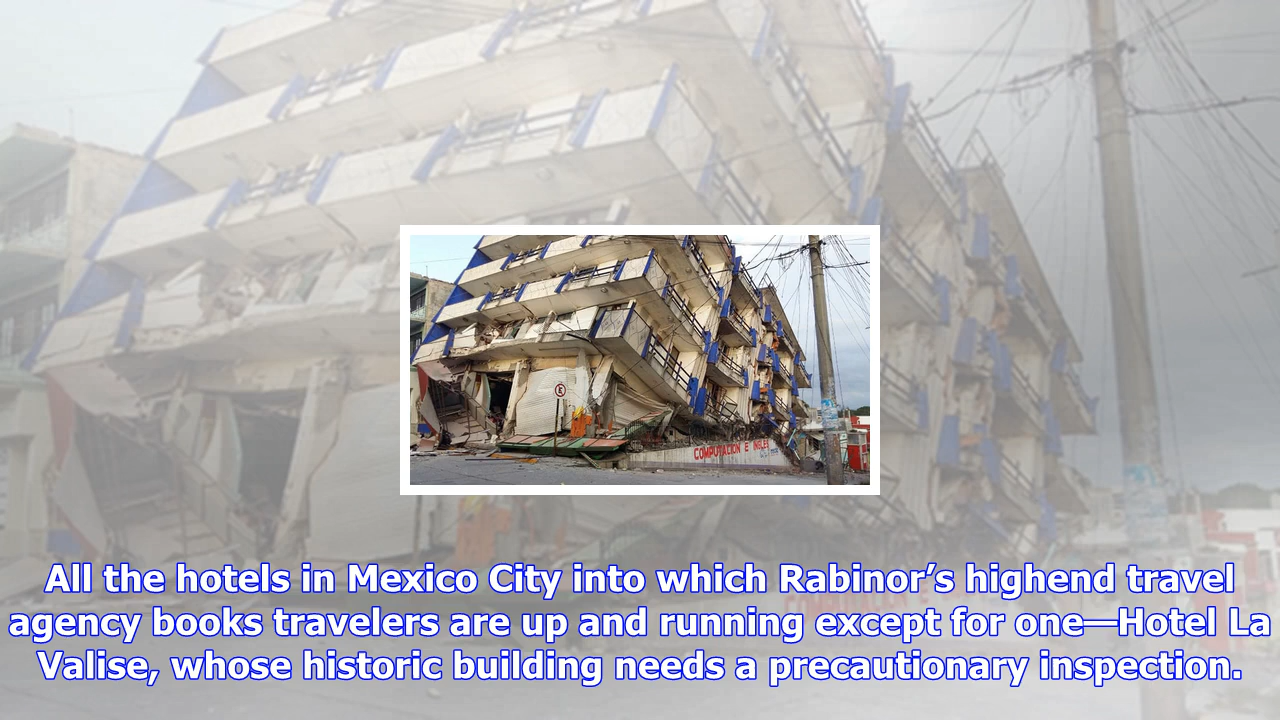 COMPUTACION E INGLES
All the hotels in Mexico City into which Rabinor’s highend travel
agency books travelers are up and running except for one—Hotel La
Valise, whose historic building needs a precautionary inspection.